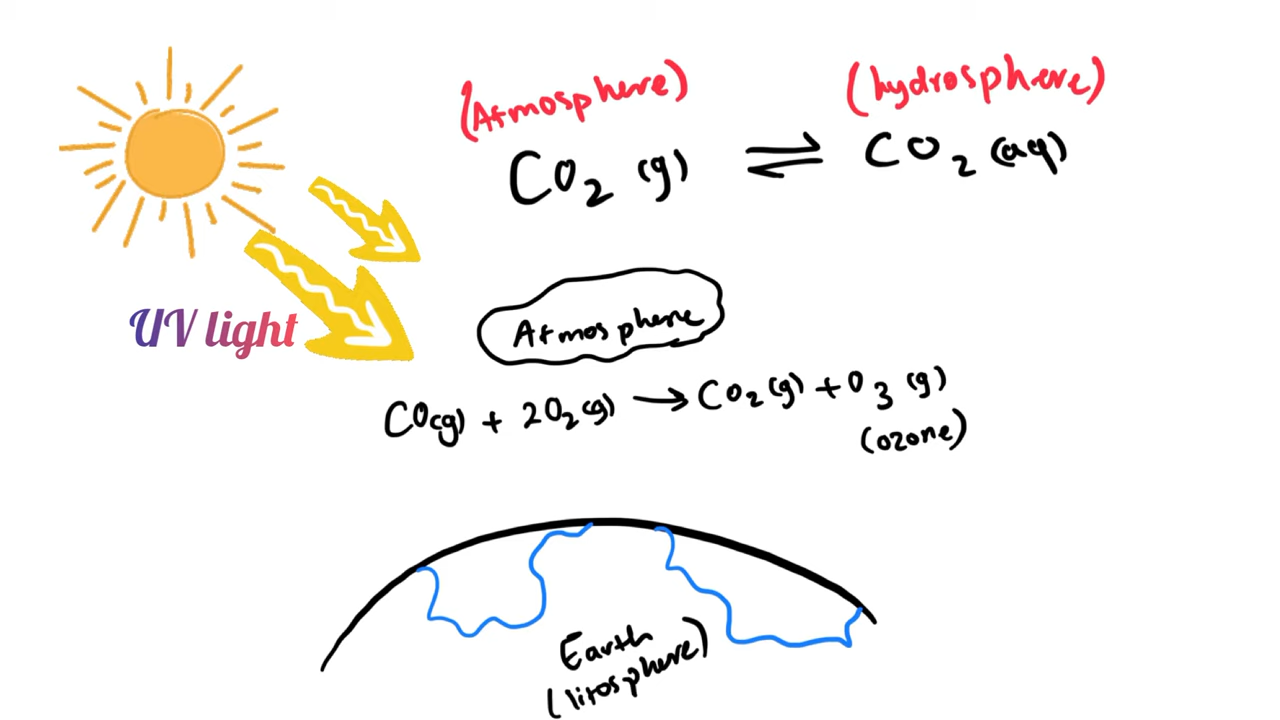 (Atmosphere) (hydrosphere)
CO₂ (g) ⇌ CO₂ (aq)
UV light
Atmosphere
CO(g) + 2O₂(g) → CO₂(g) + O₃ (g)
(ozone)
Earth
(litosphere)